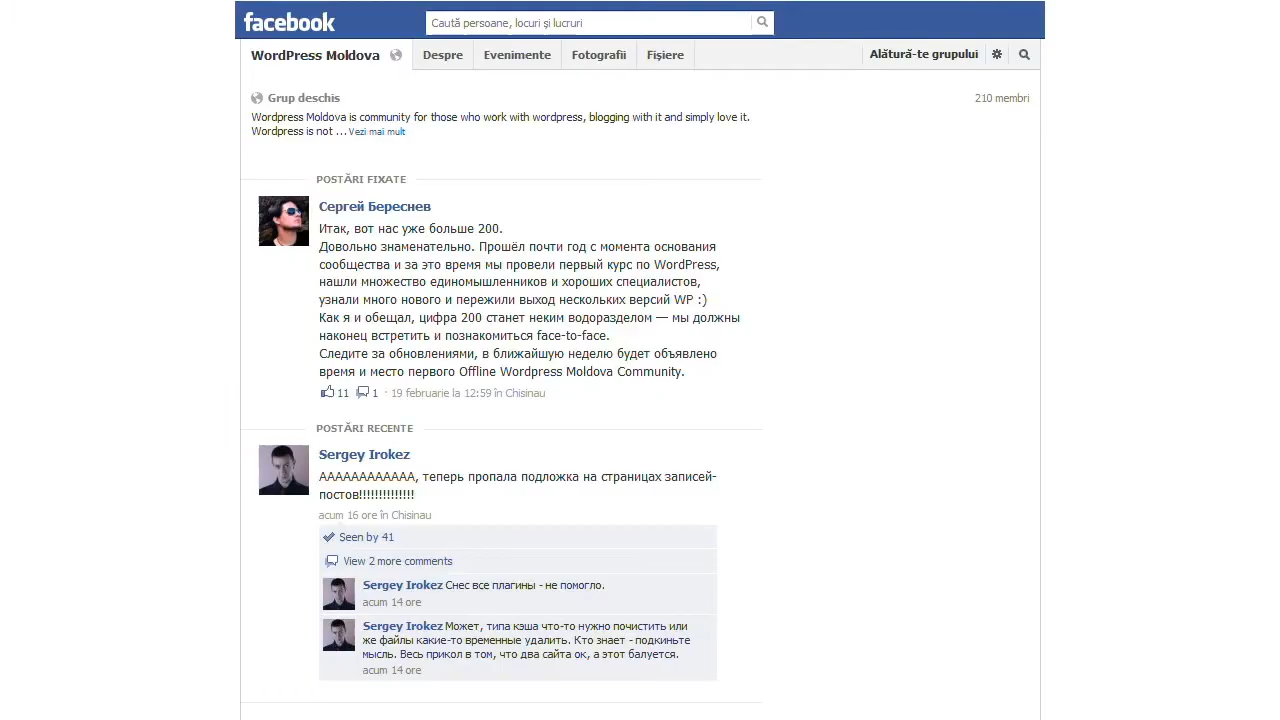 facebook
Caută persoane, locuri și lucruri
WordPress Moldova
Despre
Evenimente
Fotografii
Fișiere
Alătură-te grupului
Grup deschis
210 membri
Wordpress Moldova is community for those who work with wordpress, blogging with it and simply love it.
Wordpress is not ... Vezi mai mult
POSTĂRI FIXATE
Сергей Береснев
Итак, вот нас уже больше 200.
Довольно знаменательно. Прошёл почти год с момента основания
сообщества и за это время мы провели первый курс по WordPress,
нашли множество единомышленников и хороших специалистов,
узнали много нового и пережили выход нескольких версий WP :)
Как я и обещал, цифра 200 станет неким водоразделом — мы должны
наконец встретить и познакомиться face-to-face.
Следите за обновлениями, в ближайшую неделю будет объявлено
время и место первого Offline Wordpress Moldova Community.
11 1 · 19 februarie la 12:59 în Chisinau
POSTĂRI RECENTE
Sergey Irokez
АААААААААААА, теперь пропала подложка на страницах записей-
постов!!!!!!!!!!!!!!
acum 16 ore în Chisinau
Seen by 41
View 2 more comments
Sergey Irokez Снес все плагины - не помогло.
acum 14 ore
Sergey Irokez Может, типа кэша что-то нужно почистить или
же файлы какие-то временные удалить. Кто знает - подкиньте
мысль. Весь прикол в том, что два сайта ок, а этот балуется.
acum 14 ore